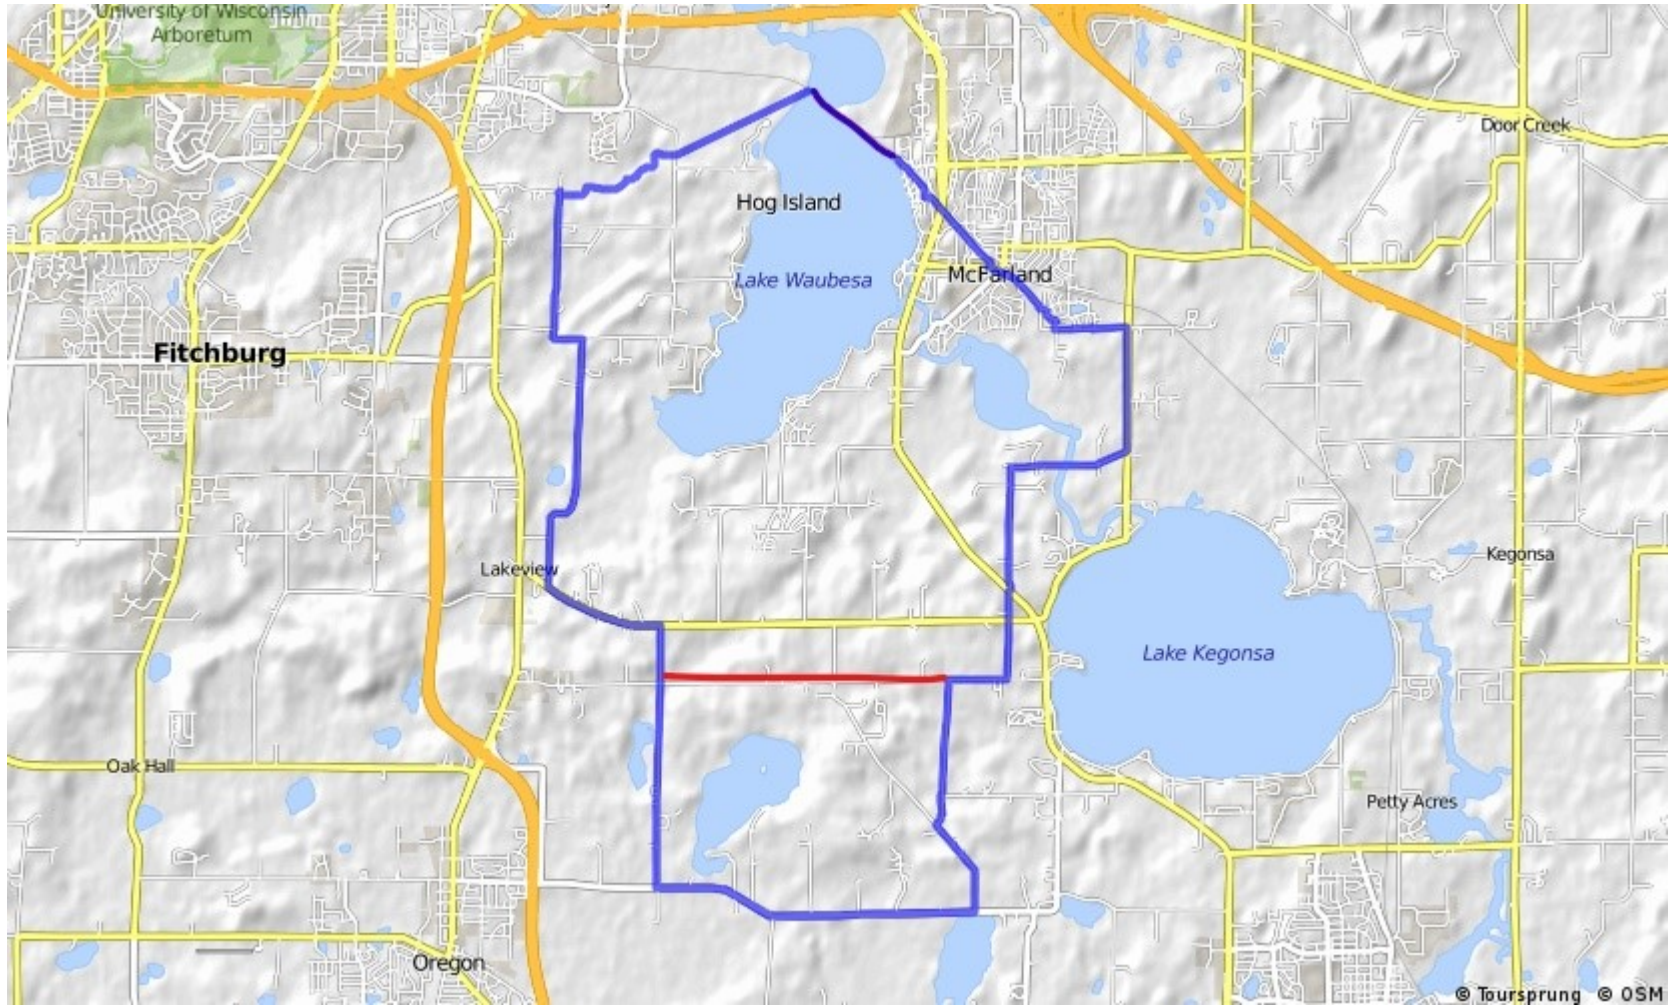 University of Wisconsin
Arboretum
Door Creek
Hog Island
McFarland
Lake Waubesa
Fitchburg
Kegonsa
Lakeview
Lake Kegonsa
Oak Hall
Petty Acres
Oregon
© Toursprung © OSM